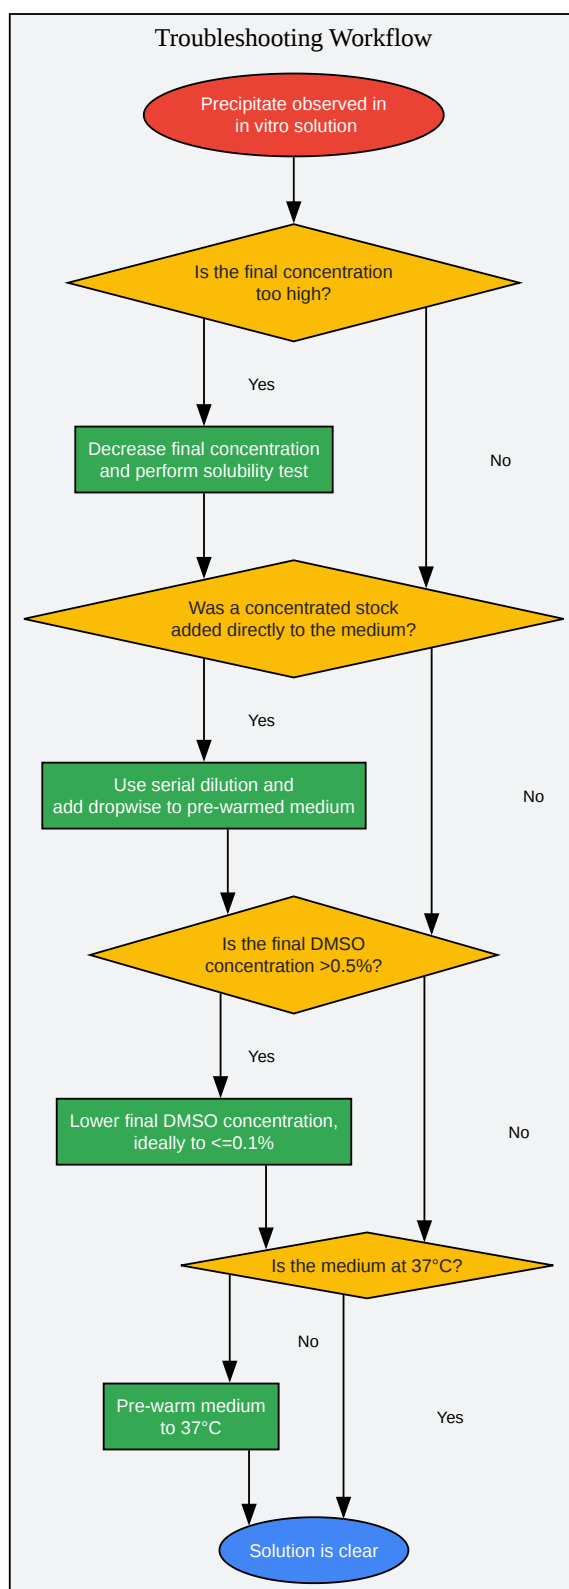 Troubleshooting Workflow
Precipitate observed in
in vitro solution
Is the final concentration
too high?
Yes
Decrease final concentration
and perform solubility test
No
Was a concentrated stock
added directly to the medium?
Yes
Use serial dilution and
add dropwise to pre-warmed medium
No
Is the final DMSO
concentration >0.5%?
Yes
Lower final DMSO concentration,
ideally to <=0.1%
No
Is the medium at 37°C?
No
Pre-warm medium
to 37°C
Yes
Solution is clear